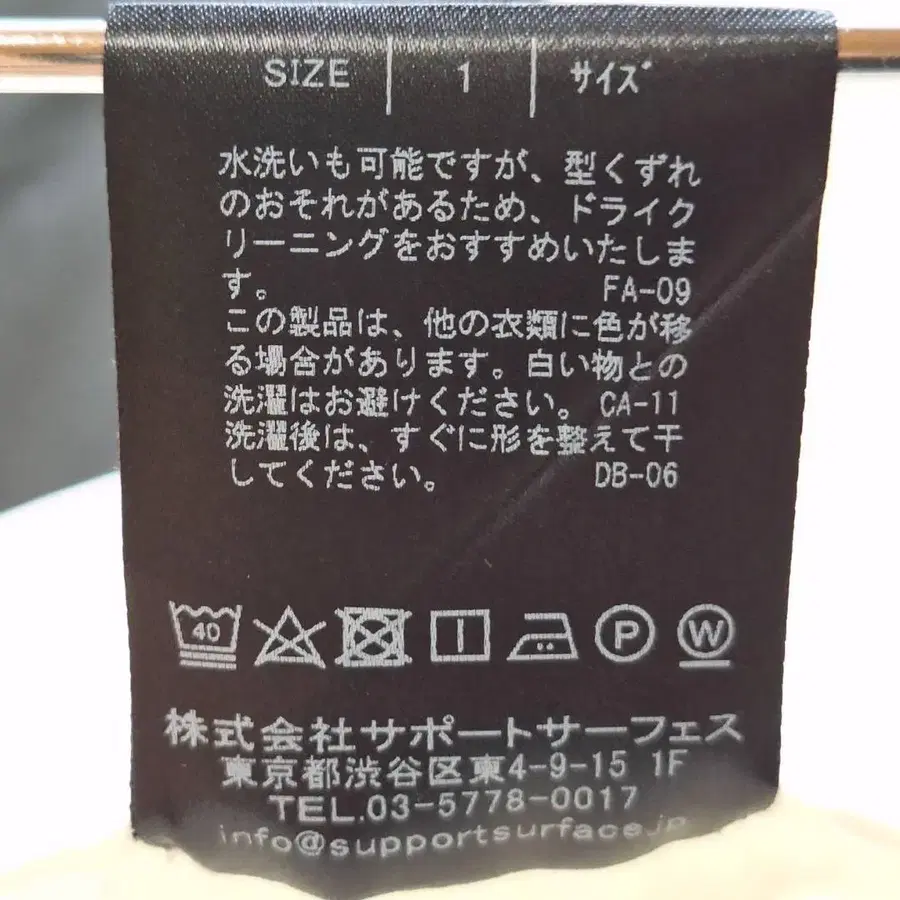 SIZE 1 サイズ
水洗いも可能ですが、型くずれ
のおそれがあるため、ドライク
リーニングをおすすめいたしま
す。 FA-09
この製品は、他の衣類に色が移
る場合があります。白い物との
洗濯はお避けください。 CA-11
洗濯後は、すぐに形を整えて干
してください。 DB-06
40 P W
株式会社サポートサーフェス
東京都渋谷区東4-9-15 1F
TEL.03-5778-0017
info@supportsurface.jp